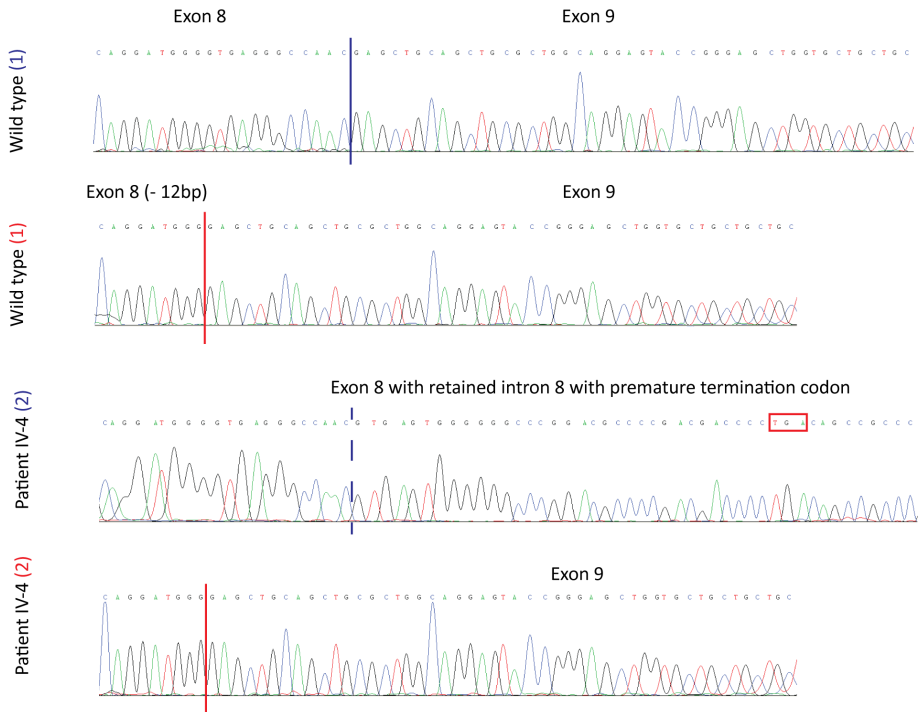 Exon 8 Exon 9
Wild type (1)
CAGGATGGGGTGAGGGCCAACGAGCTGCAGCTGCGCTGGCAGGAGTACCGGGAGCTGGTGCTGCTGC
Exon 8 (- 12bp) Exon 9
Wild type (1)
CAGGATGGGGAGCTGCAGCTGCGCTGGCAGGAGTACCGGGAGCTGGTGCTGCTGCTGC
Exon 8 with retained intron 8 with premature termination codon
Patient IV-4 (2)
CAGGATGGGGTGAGGGCCAACGTGAGTGGGGGGCCCGGACGCCCCGACGACCCCTGACAGCCGCCC
Exon 9
Patient IV-4 (2)
CAGGATGGGGAGCTGCAGCTGCGCTGGCAGGAGTACCGGGAGCTGGTGCTGCTGCTGC